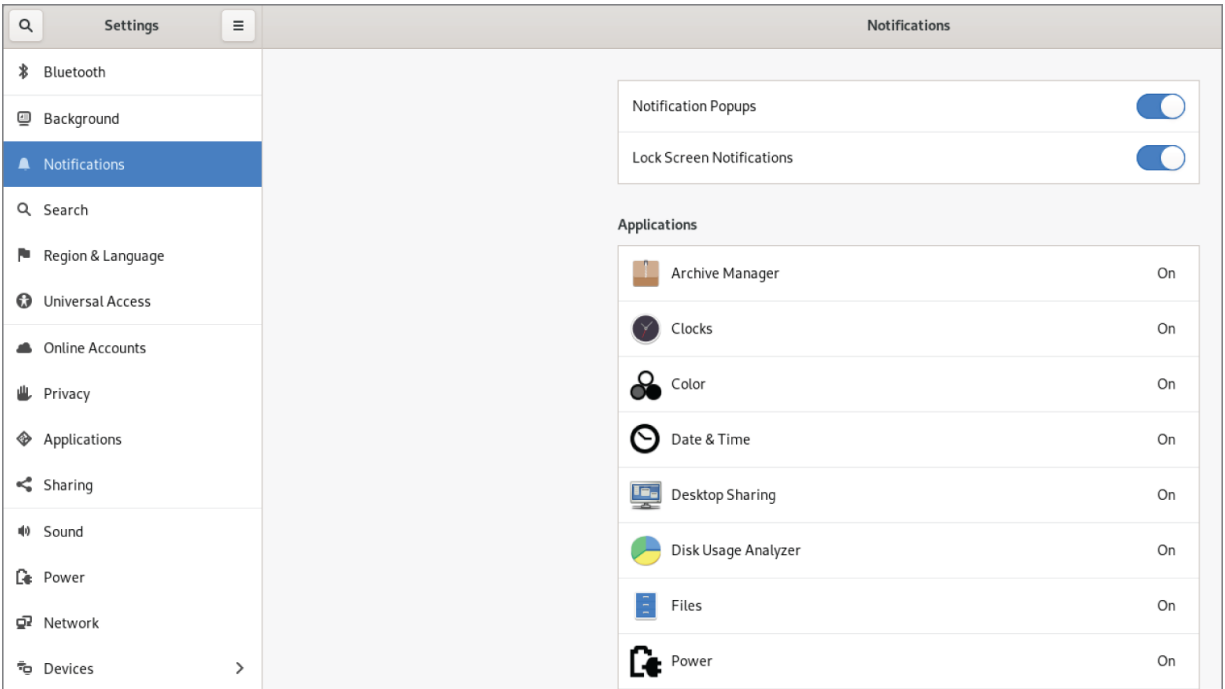 Settings
Notifications
Bluetooth
Background
Notifications
Search
Region & Language
Universal Access
Online Accounts
Privacy
Applications
Sharing
Sound
Power
Network
Devices
Notification Popups
Lock Screen Notifications
Applications
Archive Manager On
Clocks On
Color On
Date & Time On
Desktop Sharing On
Disk Usage Analyzer On
Files On
Power On